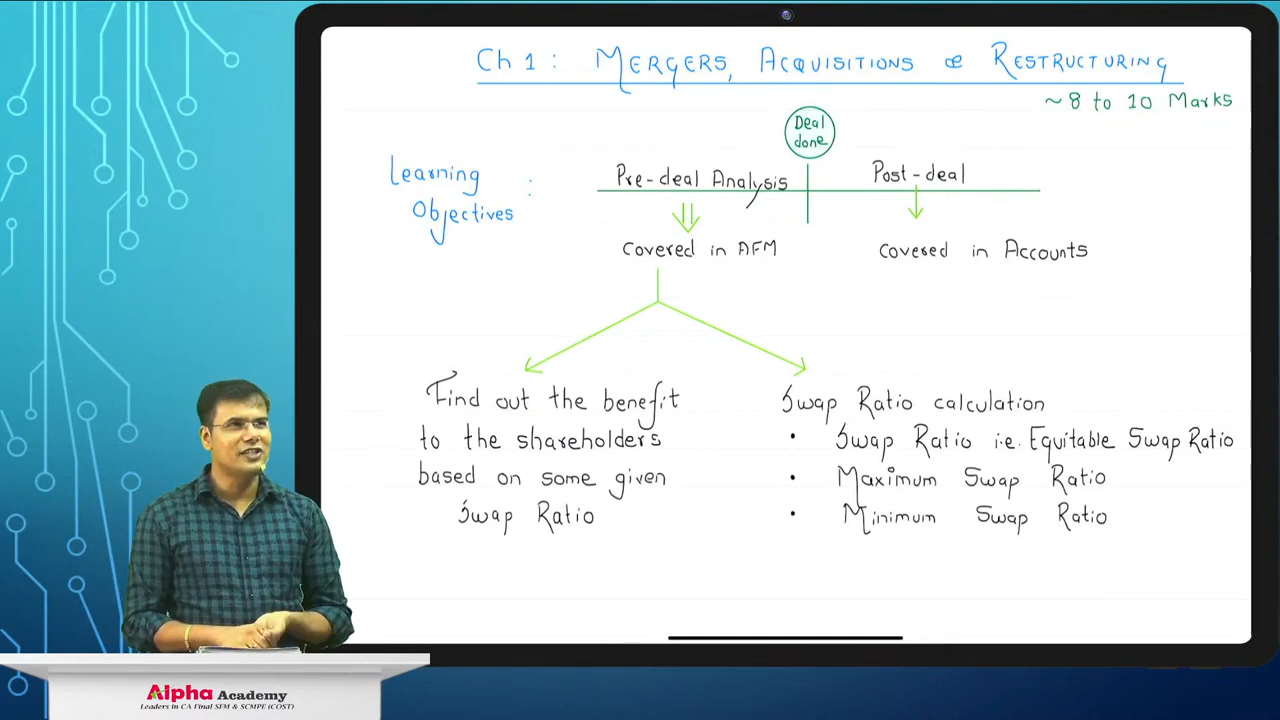 Ch 1 : MERGERS, ACQUISITIONS & RESTRUCTURING
~ 8 to 10 Marks
Deal
done
Learning
Objectives :
Pre-deal Analysis
Post-deal
Covered in AFM
Covered in Accounts
Find out the benefit
to the shareholders
based on some given
Swap Ratio
Swap Ratio calculation
• Swap Ratio i.e. Equitable Swap Ratio
• Maximum Swap Ratio
• Minimum Swap Ratio
Alpha Academy
Leaders in CA Final SFM & SCMPE (COST)